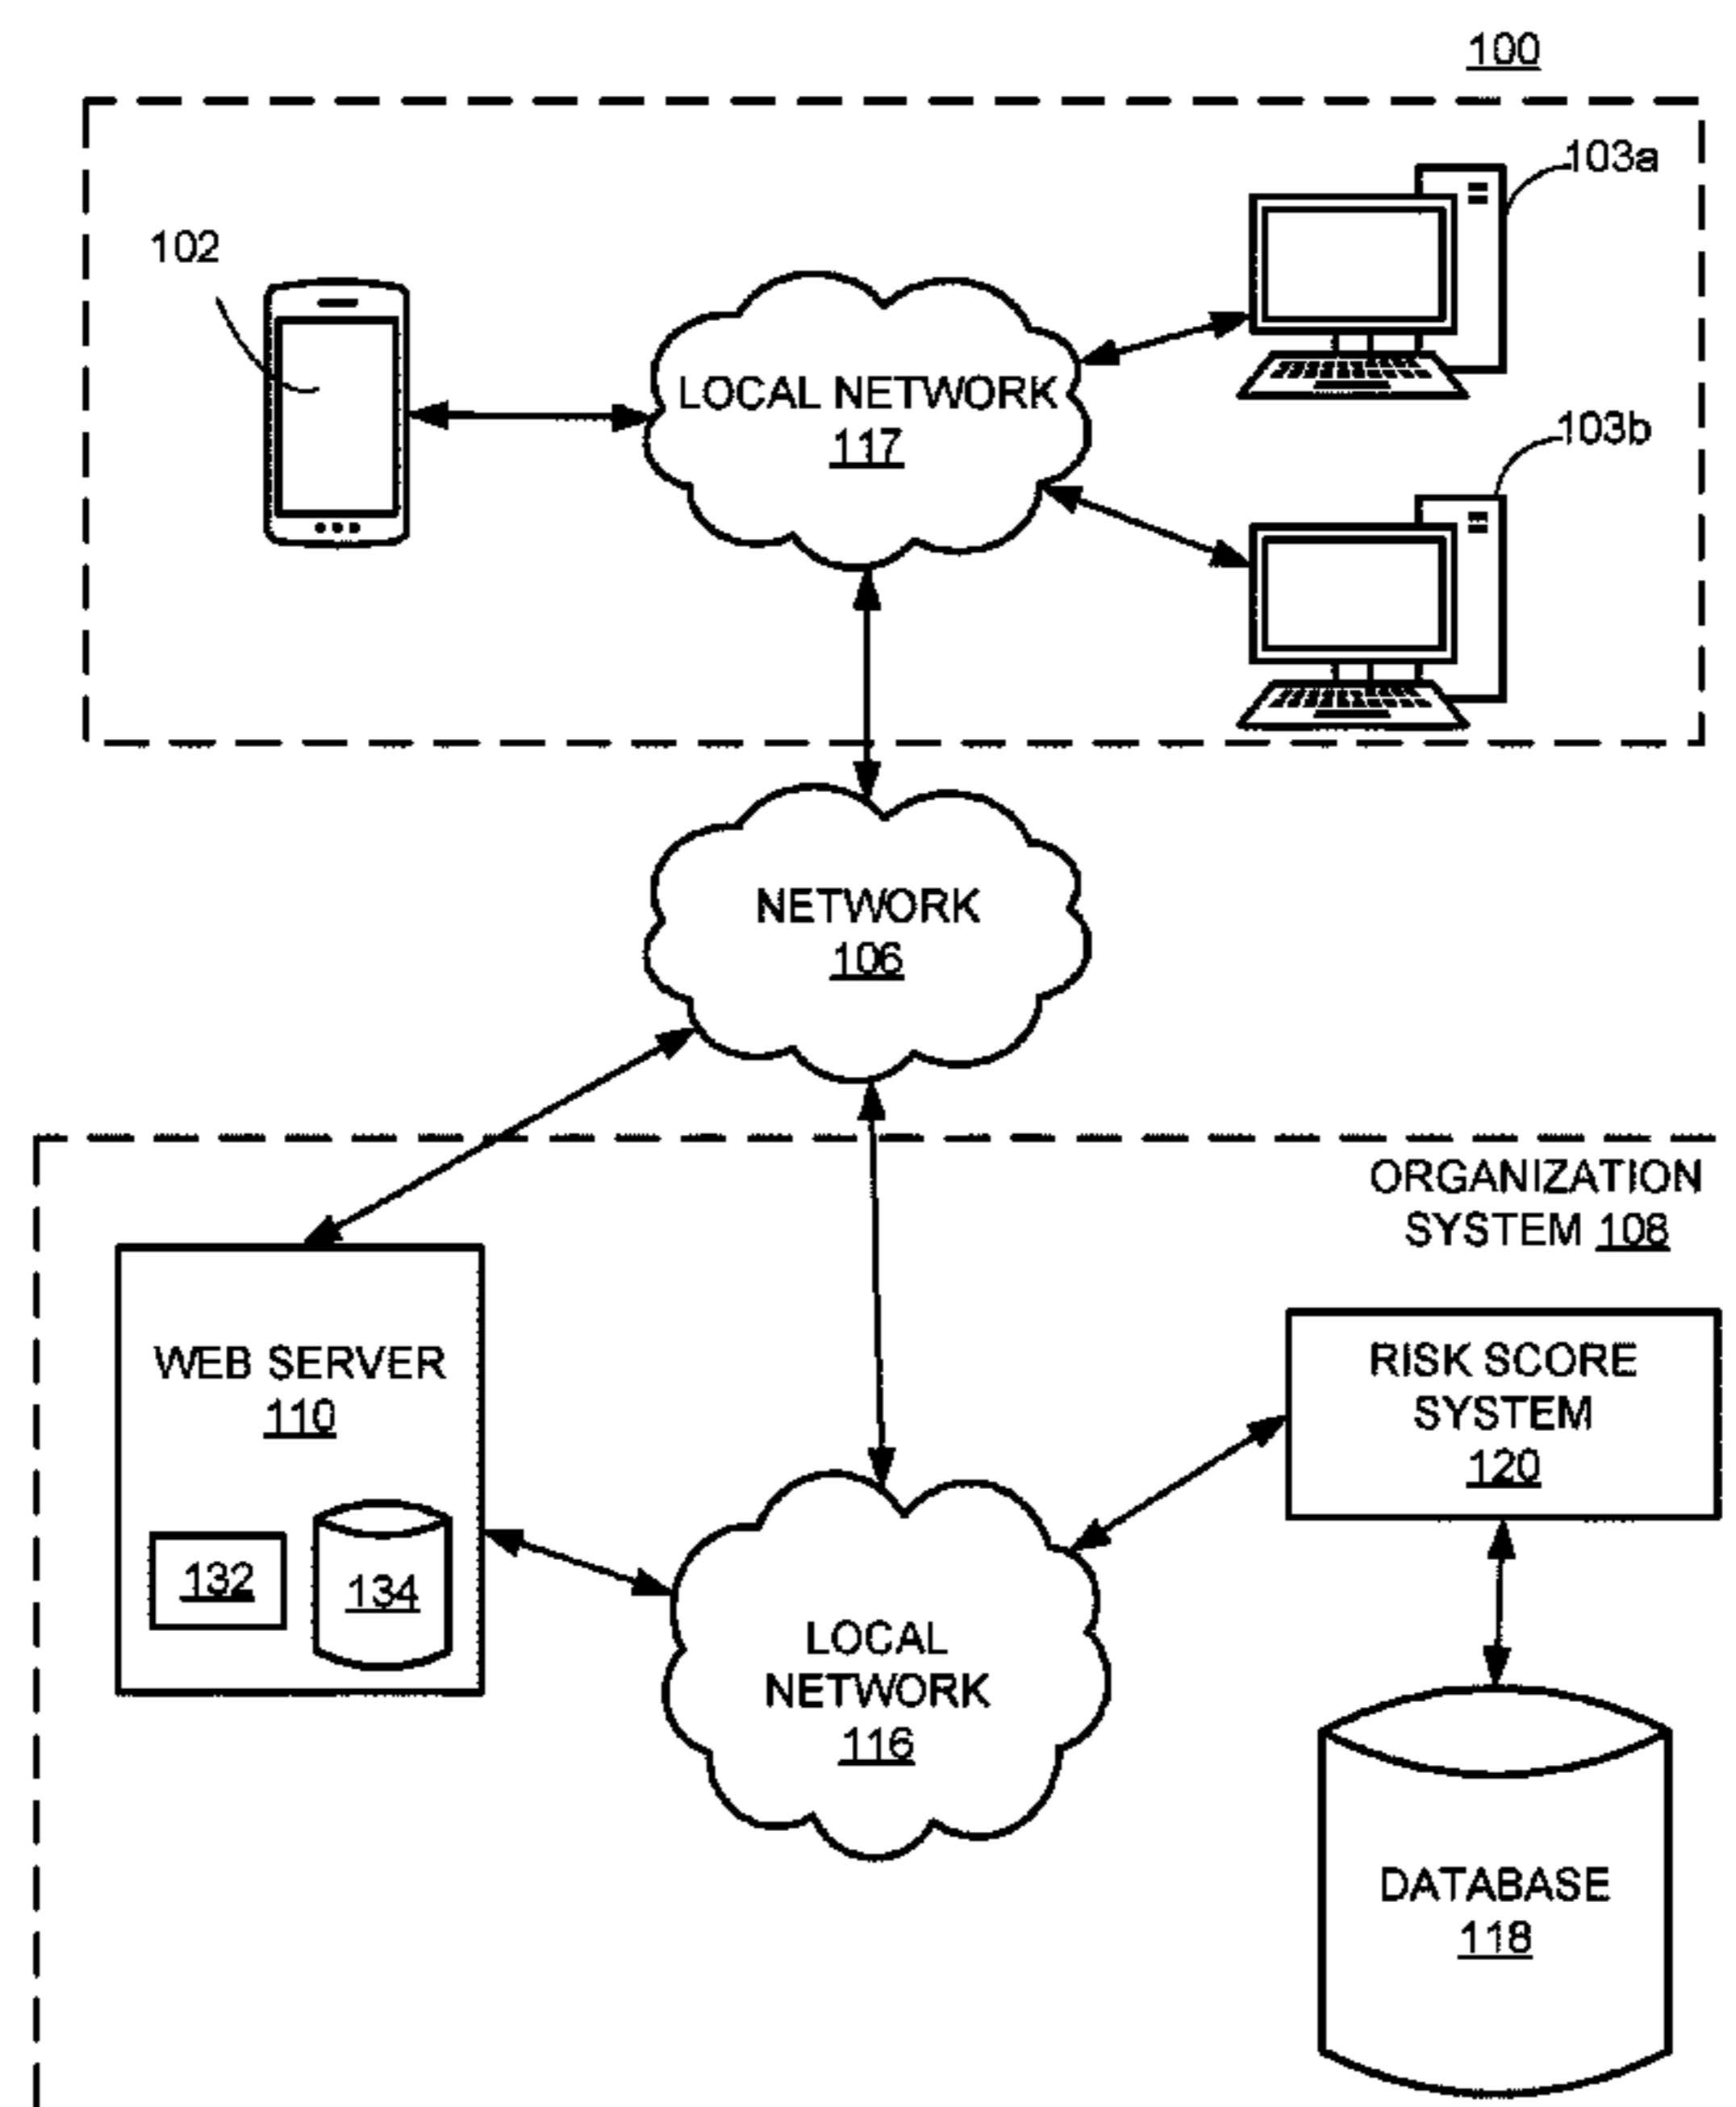 100
103a
102
LOCAL NETWORK
117
103b
NETWORK
106
ORGANIZATION
SYSTEM 108
WEB SERVER
110
RISK SCORE
SYSTEM
120
132
134
LOCAL
NETWORK
116
DATABASE
118